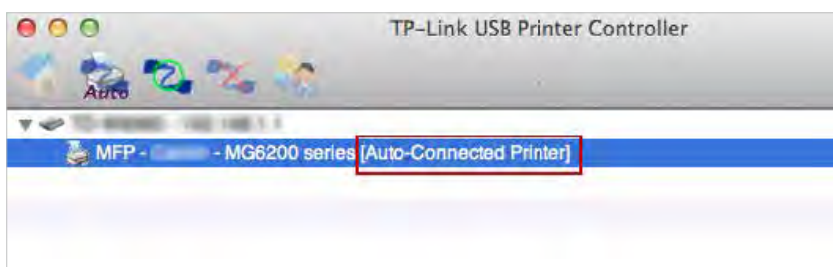 TP-Link USB Printer Controller
Auto
MFP - - MG6200 series [Auto-Connected Printer]